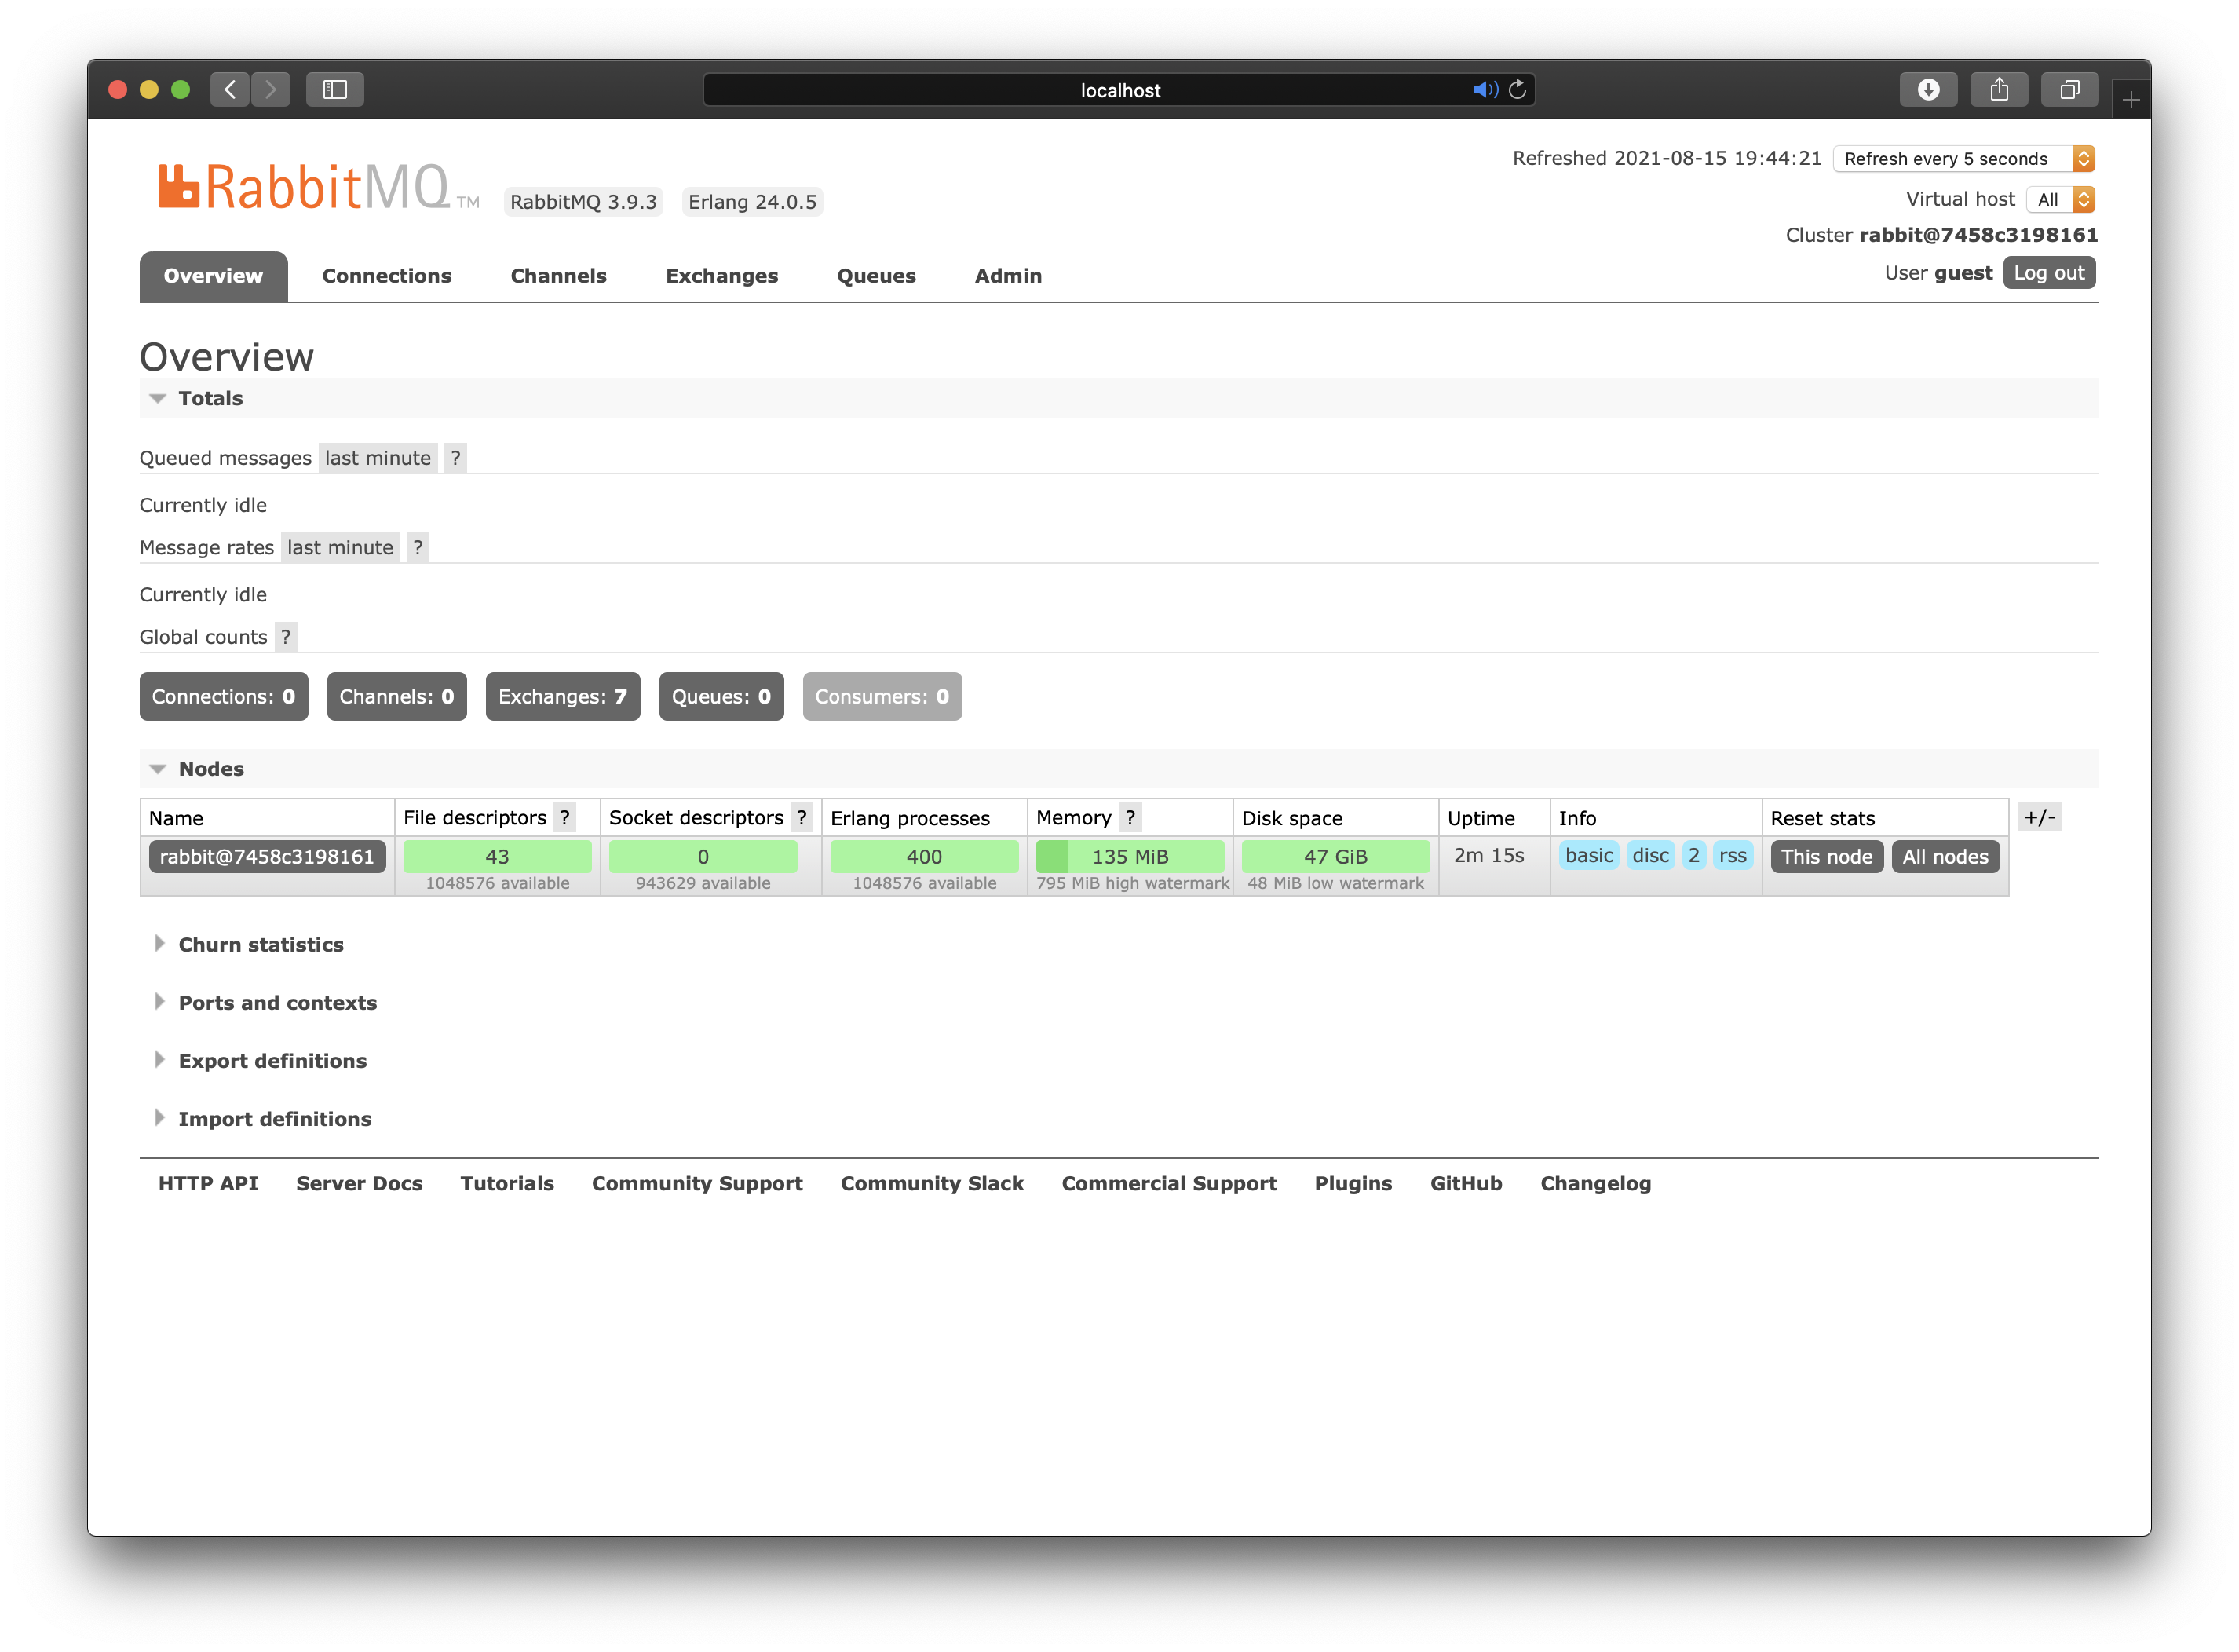 localhost
Refreshed 2021-08-15 19:44:21 Refresh every 5 seconds
RabbitMQ TM RabbitMQ 3.9.3 Erlang 24.0.5
Virtual host All
Cluster rabbit@7458c3198161
User guest Log out
Overview Connections Channels Exchanges Queues Admin
Overview
Totals
Queued messages last minute ?
Currently idle
Message rates last minute ?
Currently idle
Global counts ?
Connections: 0 Channels: 0 Exchanges: 7 Queues: 0 Consumers: 0
Nodes
Name File descriptors ? Socket descriptors ? Erlang processes Memory ? Disk space Uptime Info Reset stats +/-
rabbit@7458c3198161 43 0 400 135 MiB 47 GiB 2m 15s basic disc 2 rss This node All nodes
1048576 available 943629 available 1048576 available 795 MiB high watermark 48 MiB low watermark
Churn statistics
Ports and contexts
Export definitions
Import definitions
HTTP API Server Docs Tutorials Community Support Community Slack Commercial Support Plugins GitHub Changelog